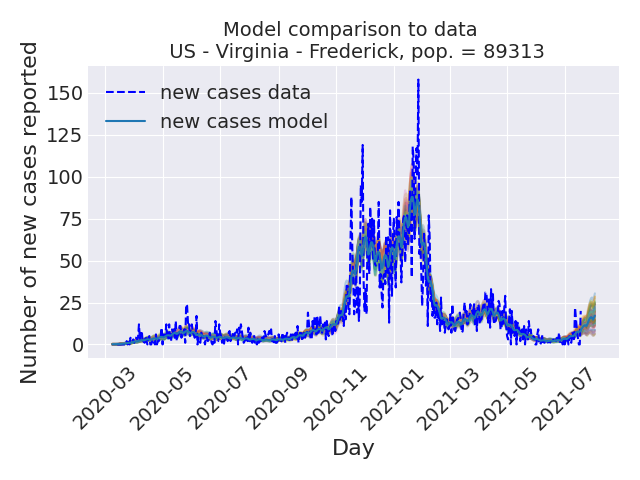 Model comparison to data
US - Virginia - Frederick, pop. = 89313
Number of new cases reported
150
125
100
75
50
25
0
new cases data
new cases model
2020-03
2020-05
2020-07
2020-09
2020-11
2021-01
2021-03
2021-05
2021-07
Day